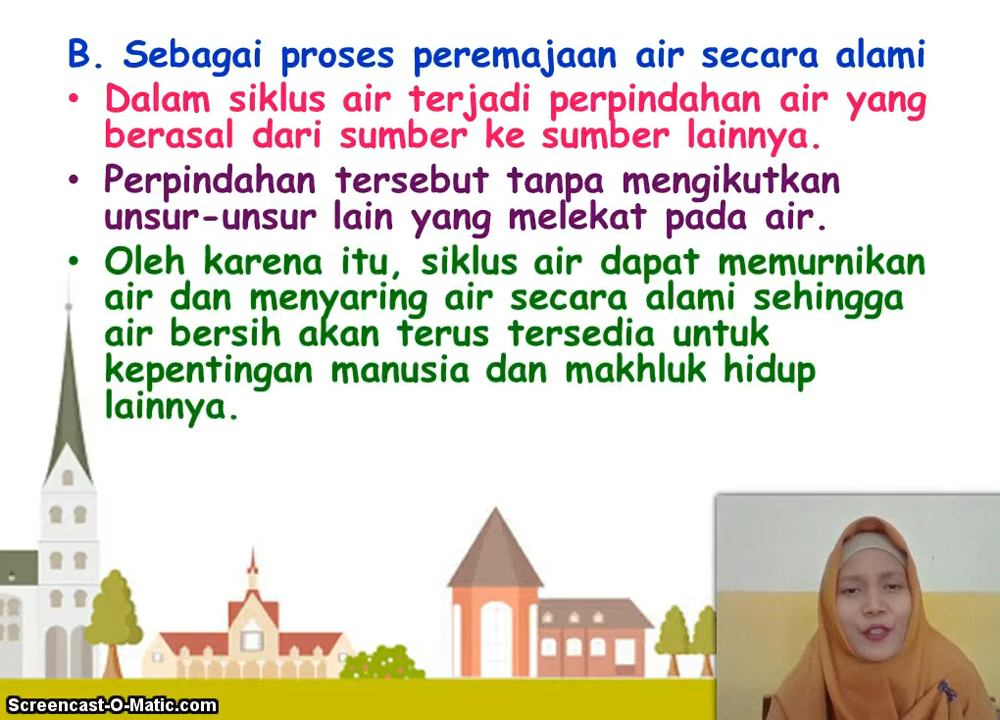 B. Sebagai proses peremajaan air secara alami
• Dalam siklus air terjadi perpindahan air yang
berasal dari sumber ke sumber lainnya.
• Perpindahan tersebut tanpa mengikutkan
unsur-unsur lain yang melekat pada air.
• Oleh karena itu, siklus air dapat memurnikan
air dan menyaring air secara alami sehingga
air bersih akan terus tersedia untuk
kepentingan manusia dan makhluk hidup
lainnya.
Screencast-O-Matic.com